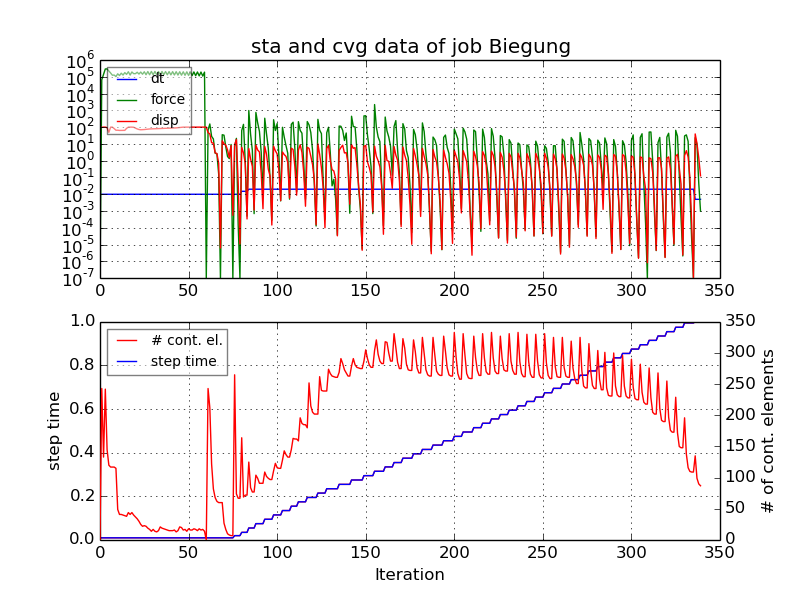 sta and cvg data of job Biegung
10^6
10^5
10^4
10^3
10^2
10^1
10^0
10^-1
10^-2
10^-3
10^-4
10^-5
10^-6
10^-7
dt
force
disp
0 50 100 150 200 250 300 350
1.0
0.8
0.6
0.4
0.2
0.0
step time
# cont. el.
step time
350
300
250
200
150
100
50
0
# of cont. elements
0 50 100 150 200 250 300 350
Iteration